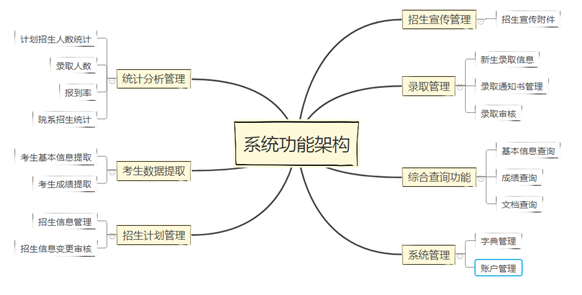 系统功能架构
招生宣传管理
招生宣传附件
录取管理
新生录取信息
录取通知书管理
录取审核
综合查询功能
基本信息查询
成绩查询
文档查询
系统管理
字典管理
账户管理
统计分析管理
计划招生人数统计
录取人数
报到率
院系招生统计
考生数据提取
考生基本信息提取
考生成绩提取
招生计划管理
招生信息管理
招生信息变更审核